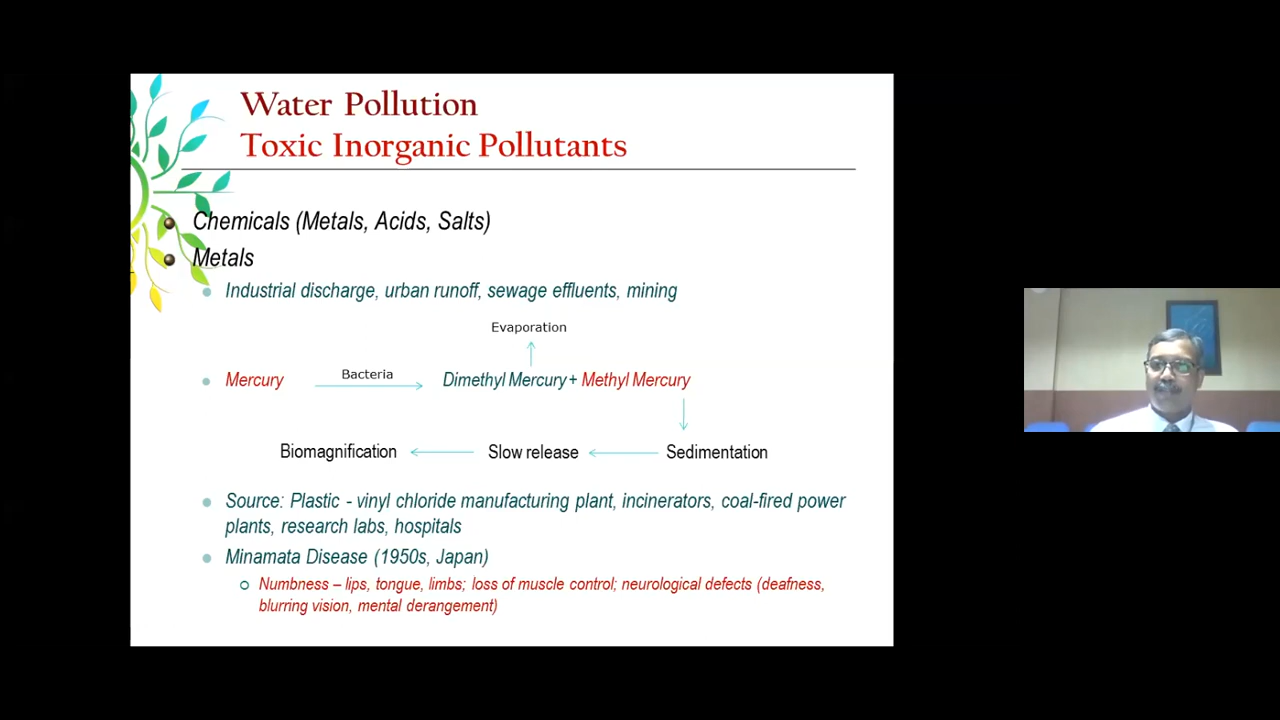 Water Pollution
Toxic Inorganic Pollutants
Chemicals (Metals, Acids, Salts)
Metals
Industrial discharge, urban runoff, sewage effluents, mining
Evaporation
Mercury
Bacteria
Dimethyl Mercury + Methyl Mercury
Biomagnification
Slow release
Sedimentation
Source: Plastic - vinyl chloride manufacturing plant, incinerators, coal-fired power
plants, research labs, hospitals
Minamata Disease (1950s, Japan)
Numbness – lips, tongue, limbs; loss of muscle control; neurological defects (deafness,
blurring vision, mental derangement)